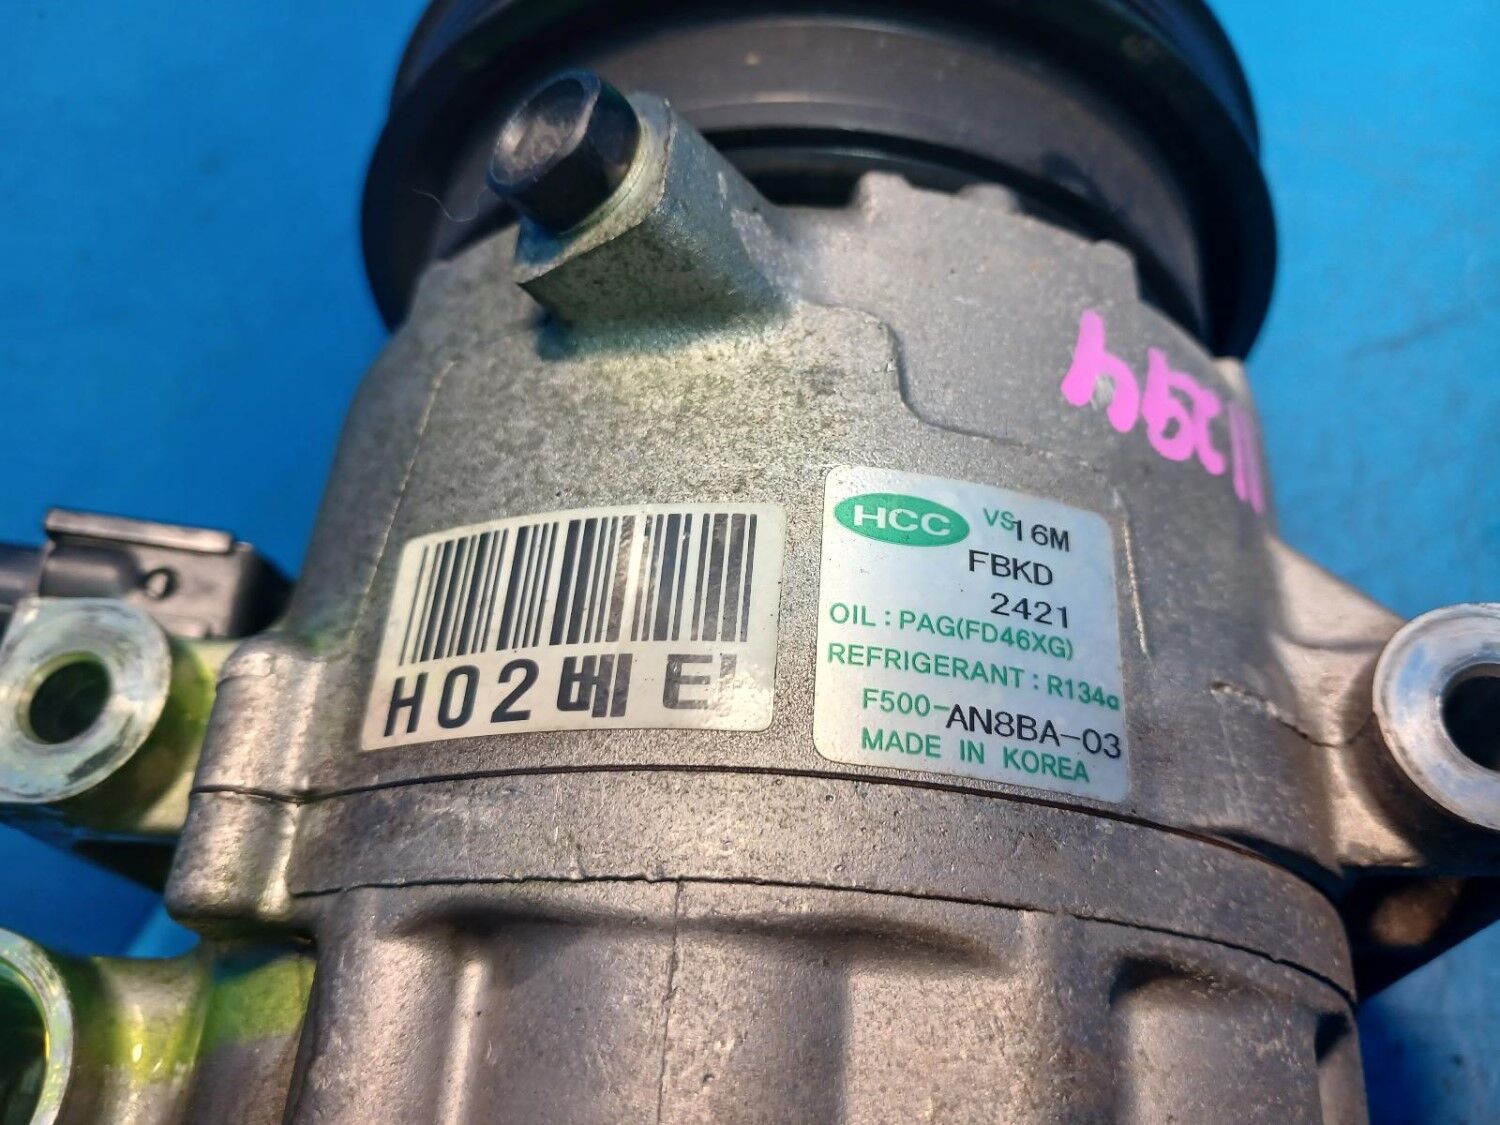 HCC VS16M
FBKD
2421
OIL : PAG(FD46XG)
REFRIGERANT : R134a
F500-AN8BA-03
MADE IN KOREA
H02베타